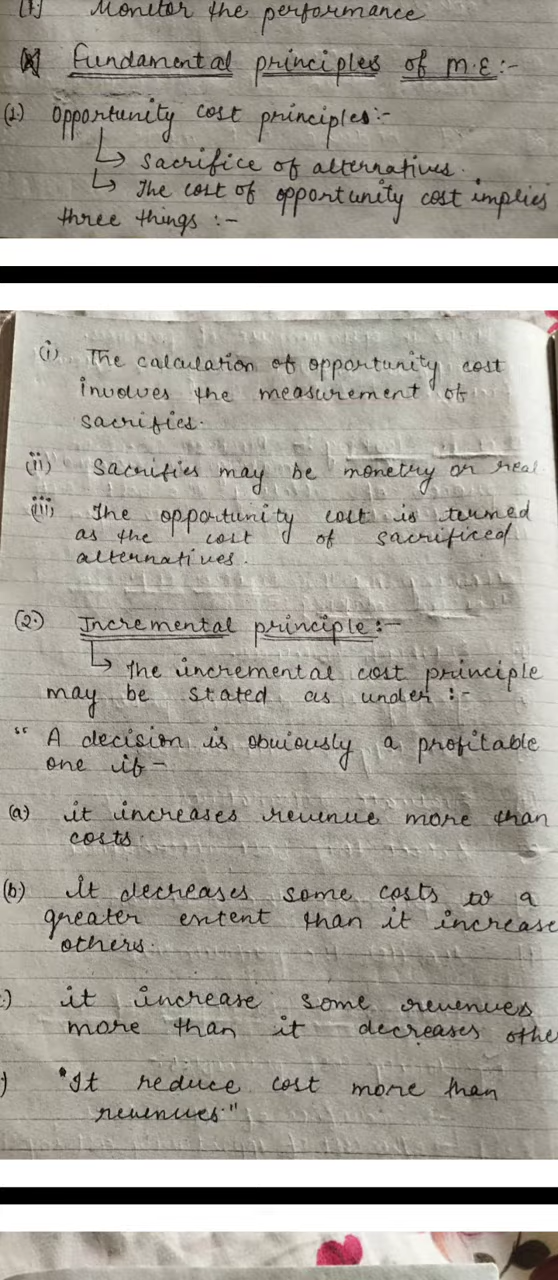 Monitor the performance
Fundamental principles of M.E:-
(1) Opportunity cost principles:-
↳ Sacrifice of alternatives.
↳ The cost of opportunity cost implies
three things :-
(i) The calculation of opportunity cost
involves the measurement of
sacrifies.
(ii) Sacrifies may be monetry or real
(iii) The opportunity cost is termed
as the cost of sacrificed
alternatives.
(2.) Incremental principle:-
↳ The incremental cost principle
may be stated as under :-
"A decision is obviously a profitable
one if -
(a) it increases revenue more than
costs.
(b) It decreases some costs to a
greater extent than it increase
others.
it increase some revenues
more than it decreases othe
"It reduce cost more than
revenues."